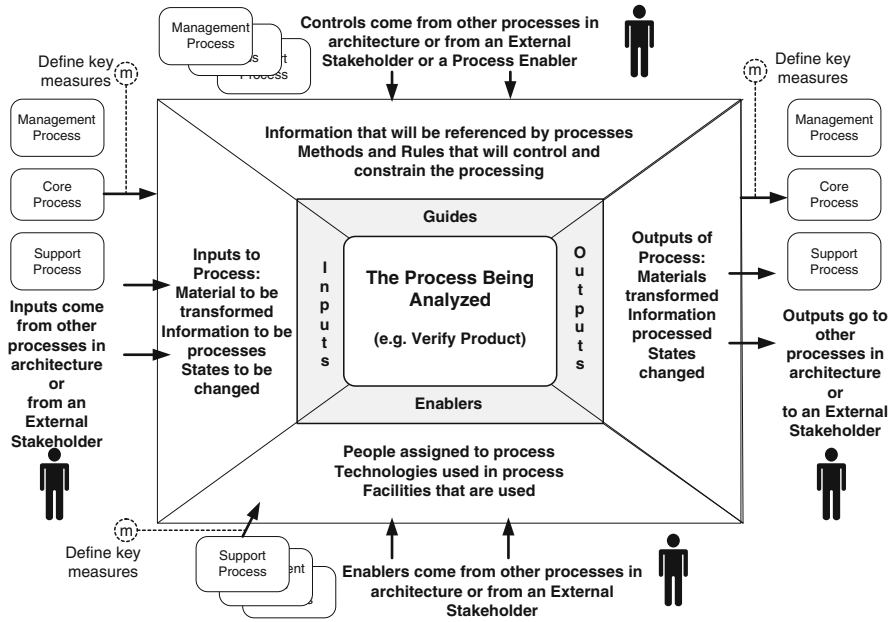 Management
Process
s
rt
Process
Controls come from other processes in
architecture or from an External
Stakeholder or a Process Enabler
Define key
measures
m
m
Define key
measures
Management
Process
Core
Process
Support
Process
Inputs come
from other
processes in
architecture
or
from an
External
Stakeholder
Information that will be referenced by processes
Methods and Rules that will control and
constrain the processing
Guides
Inputs to
Process:
Material to be
transformed
Information to be
processes
States to be
changed
Inputs
The Process Being
Analyzed
(e.g. Verify Product)
Outputs
Outputs of
Process:
Materials
transformed
Information
processed
States
changed
Enablers
People assigned to process
Technologies used in process
Facilities that are used
Management
Process
Core
Process
Support
Process
Outputs go to
other
processes in
architecture
or
to an External
Stakeholder
m
Define key
measures
Support
Process
ent
s
Enablers come from other processes in
architecture or from an External
Stakeholder